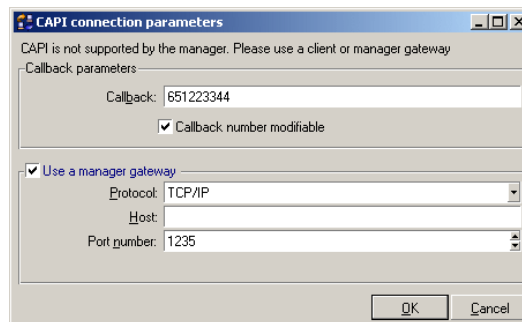 CAPI connection parameters
CAPI is not supported by the manager. Please use a client or manager gateway
Callback parameters
Callback: 651223344
Callback number modifiable
Use a manager gateway
Protocol: TCP/IP
Host:
Port number: 1235
OK Cancel